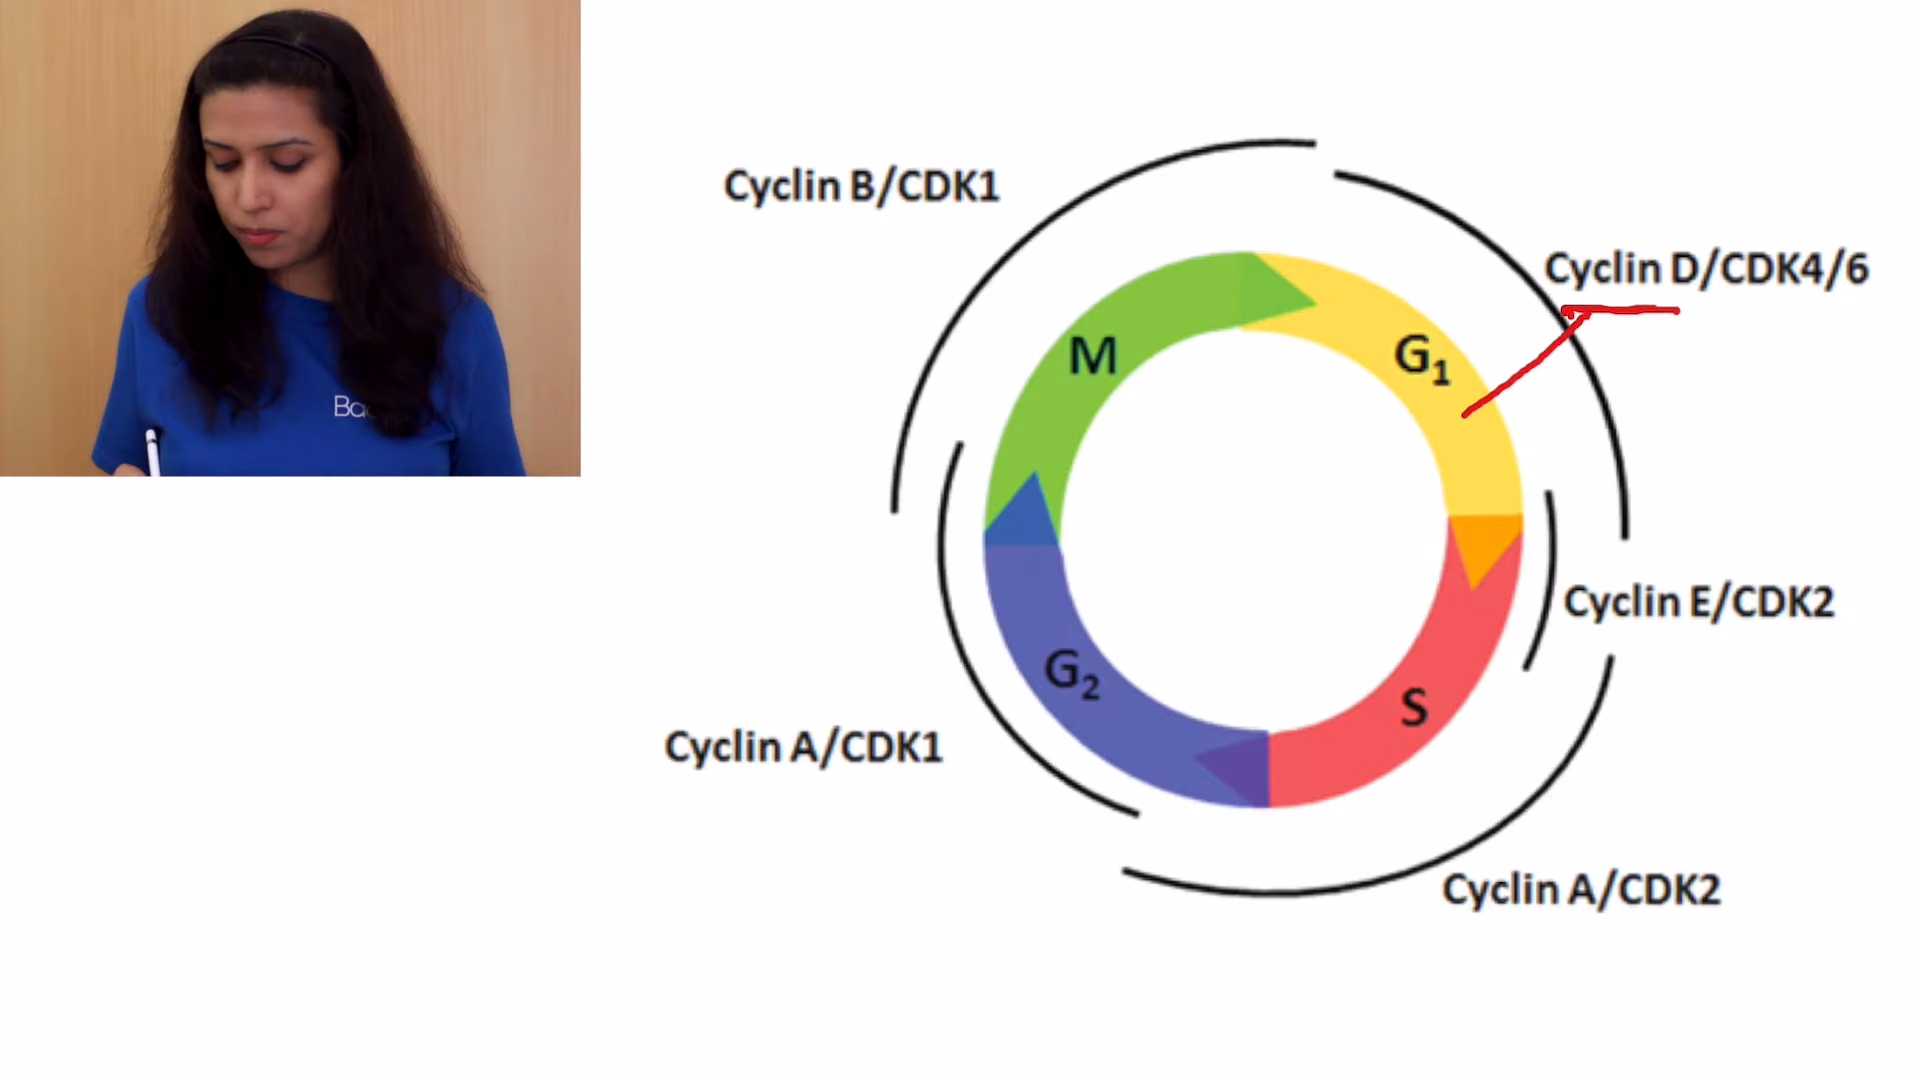 Cyclin B/CDK1
Cyclin D/CDK4/6
M
G₁
Cyclin E/CDK2
G₂
S
Cyclin A/CDK1
Cyclin A/CDK2